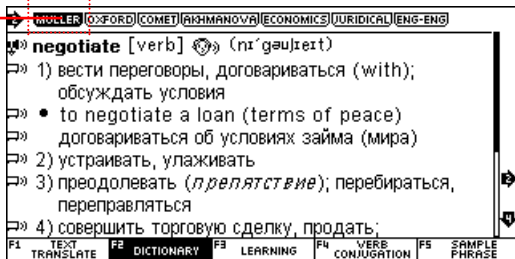 MULLER OXFORD COMET AKHMANOVA ECONOMICS JURIDICAL ENG-ENG
negotiate [verb] (nɪˈgəuʃɪeɪt)
1) вести переговоры, договариваться (with);
обсуждать условия
• to negotiate a loan (terms of peace)
договариваться об условиях займа (мира)
2) устраивать, улаживать
3) преодолевать (препятствие); перебираться,
переправляться
4) совершить торговую сделку, продать;
F1 TEXT TRANSLATE F2 DICTIONARY F3 LEARNING F4 VERB CONJUGATION F5 SAMPLE PHRASE